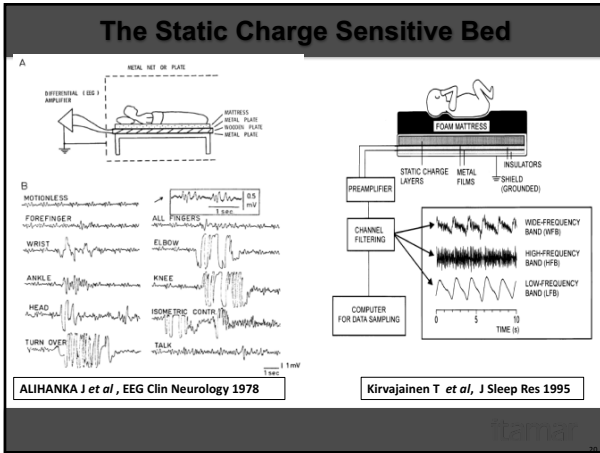 The Static Charge Sensitive Bed
A
METAL NET OR PLATE
DIFFERENTIAL (EEG)
AMPLIFIER
MATTRESS
METAL PLATE
WOODEN PLATE
METAL PLATE
B
MOTIONLESS
0.5
mV
1 sec
FOREFINGER
ALL FINGERS
WRIST
ELBOW
ANKLE
KNEE
HEAD
ISOMETRIC CONTR.
TURN OVER
TALK
1 mV
1 sec
ALIHANKA J et al , EEG Clin Neurology 1978
FOAM MATTRESS
STATIC CHARGE
LAYERS
METAL
FILMS
INSULATORS
SHIELD
(GROUNDED)
PREAMPLIFIER
CHANNEL
FILTERING
COMPUTER
FOR DATA SAMPLING
WIDE-FREQUENCY
BAND (WFB)
HIGH-FREQUENCY
BAND (HFB)
LOW-FREQUENCY
BAND (LFB)
0 5 10
TIME (s)
Kirvajainen T et al, J Sleep Res 1995
itamar